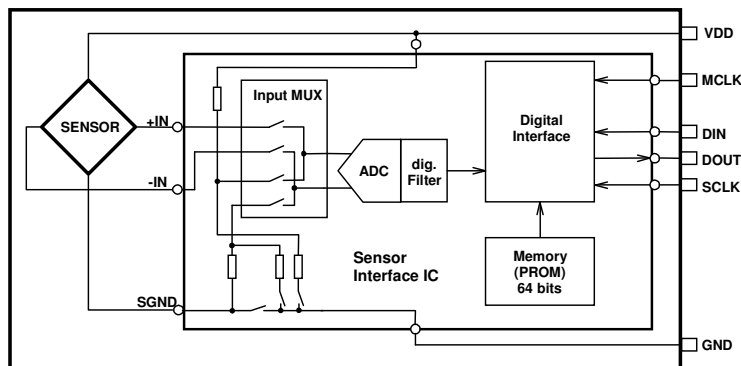 VDD
MCLK
Input MUX
+IN
SENSOR
Digital
Interface
DIN
DOUT
ADC
dig.
Filter
-IN
SCLK
Sensor
Interface IC
Memory
(PROM)
64 bits
SGND
GND